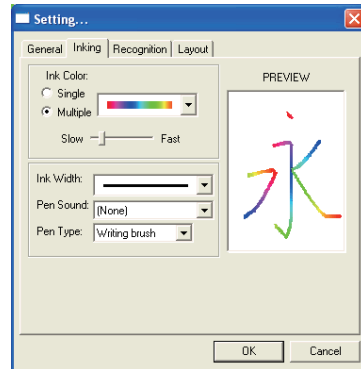 Setting...
General Inking Recognition Layout
Ink Color:
Single
Multiple
Slow Fast
Ink Width:
Pen Sound: (None)
Pen Type: Writing brush
PREVIEW
永
OK Cancel